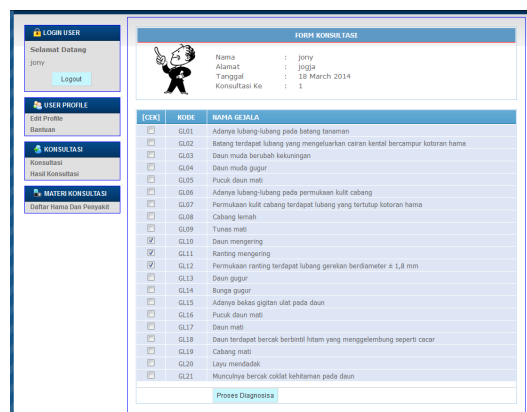 LOGIN USER
Selamat Datang
jony
Logout
USER PROFILE
Edit Profile
Bantuan
KONSULTASI
Konsultasi
Hasil Konsultasi
MATERI KONSULTASI
Daftar Hama Dan Penyakit
FORM KONSULTASI
Nama : jony
Alamat : jogja
Tanggal : 18 March 2014
Konsultasi Ke : 1
[CEK] KODE NAMA GEJALA
GL01 Adanya lubang-lubang pada batang tanaman
GL02 Batang terdapat lubang yang mengeluarkan cairan kental bercampur kotoran hama
GL03 Daun muda berubah kekuningan
GL04 Daun muda gugur
GL05 Pucuk daun mati
GL06 Adanya lubang-lubang pada permukaan kulit cabang
GL07 Permukaan kulit cabang terdapat lubang yang tertutup kotoran hama
GL08 Cabang lemah
GL09 Tunas mati
GL10 Daun mengering
GL11 Ranting mengering
GL12 Permukaan ranting terdapat lubang gerekan berdiameter ± 1,8 mm
GL13 Daun gugur
GL14 Bunga gugur
GL15 Adanya bekas gigitan ulat pada daun
GL16 Pucuk daun mati
GL17 Daun mati
GL18 Daun terdapat bercak berbintil hitam yang menggelembung seperti cacar
GL19 Cabang mati
GL20 Layu mendadak
GL21 Munculnya bercak coklat kehitaman pada daun
Proses Diagnosisa